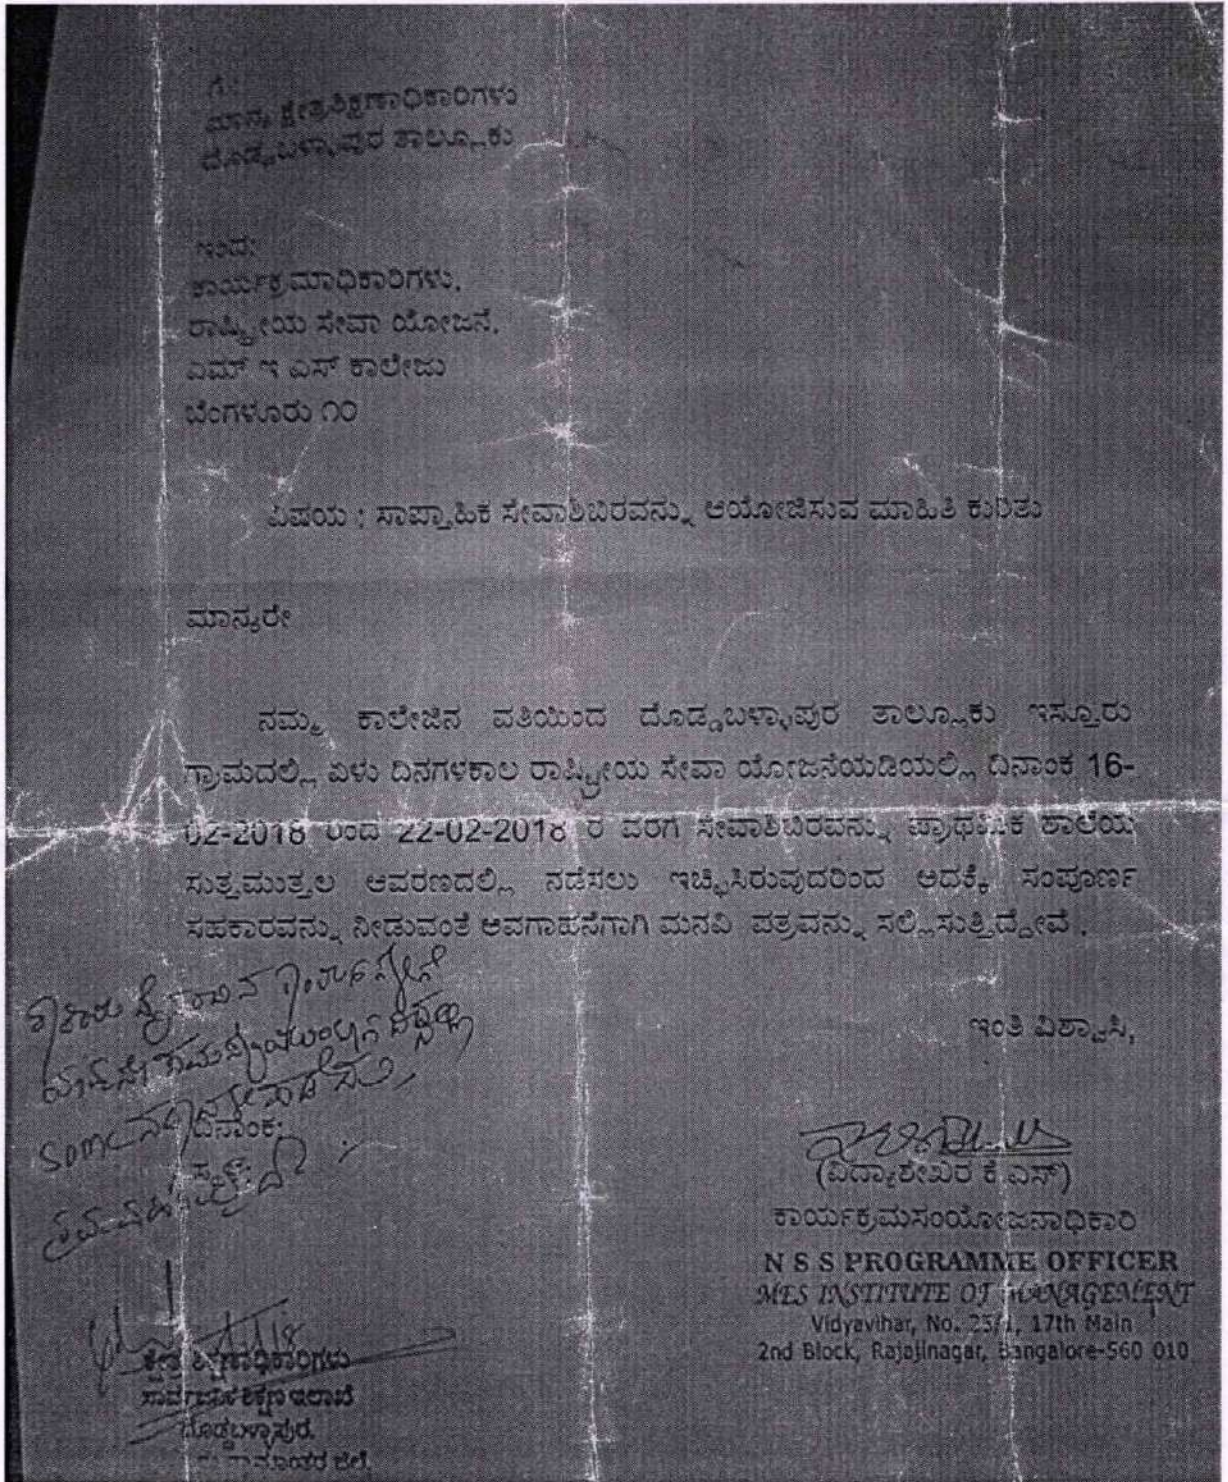 ಗೆ:
ಮಾನ್ಯ ಕ್ಷೇತ್ರಶಿಕ್ಷಣಾಧಿಕಾರಿಗಳು
ದೊಡ್ಡಬಳ್ಳಾಪುರ ತಾಲ್ಲೂಕು
ಇಂದ:
ಕಾರ್ಯಕ್ರಮಾಧಿಕಾರಿಗಳು,
ರಾಷ್ಟ್ರೀಯ ಸೇವಾ ಯೋಜನೆ,
ಎಮ್ ಇ ಎಸ್ ಕಾಲೇಜು
ಬೆಂಗಳೂರು ೧೦
ವಿಷಯ : ಸಾಪ್ತಾಹಿಕ ಸೇವಾಶಿಬಿರವನ್ನು ಆಯೋಜಿಸುವ ಮಾಹಿತಿ ಕುರಿತು
ಮಾನ್ಯರೇ
ನಮ್ಮ ಕಾಲೇಜಿನ ವತಿಯಿಂದ ದೊಡ್ಡಬಳ್ಳಾಪುರ ತಾಲ್ಲೂಕು ಇಸ್ತೂರು
ಗ್ರಾಮದಲ್ಲಿ ಏಳು ದಿನಗಳಕಾಲ ರಾಷ್ಟ್ರೀಯ ಸೇವಾ ಯೋಜನೆಯಡಿಯಲ್ಲಿ ದಿನಾಂಕ 16-
02-2018 ರಿಂದ 22-02-2018 ರ ವರೆಗೆ ಸೇವಾಶಿಬಿರವನ್ನು ಪ್ರಾಥಮಿಕ ಶಾಲೆಯ
ಸುತ್ತಮುತ್ತಲ ಆವರಣದಲ್ಲಿ ನಡೆಸಲು ಇಚ್ಛಿಸಿರುವುದರಿಂದ ಅದಕ್ಕೆ ಸಂಪೂರ್ಣ
ಸಹಕಾರವನ್ನು ನೀಡುವಂತೆ ಅವಗಾಹನೆಗಾಗಿ ಮನವಿ ಪತ್ರವನ್ನು ಸಲ್ಲಿಸುತ್ತಿದ್ದೇವೆ .
ಇಂತಿ ವಿಶ್ವಾಸಿ,
ದಿನಾಂಕ:
ಸ್ಥಳ:
(ವಿದ್ಯಾಶೇಖರ ಕೆ.ಎಸ್)
ಕಾರ್ಯಕ್ರಮಸಂಯೋಜನಾಧಿಕಾರಿ
N S S PROGRAMME OFFICER
MES INSTITUTE OF MANAGEMENT
Vidyavihar, No. 23/1, 17th Main
2nd Block, Rajajinagar, Bangalore-560 010
ಕ್ಷೇತ್ರ ಶಿಕ್ಷಣಾಧಿಕಾರಿಗಳು
ಸಾರ್ವಜನಿಕ ಶಿಕ್ಷಣ ಇಲಾಖೆ
ದೊಡ್ಡಬಳ್ಳಾಪುರ.
ಜಿಲ್ಲೆ.